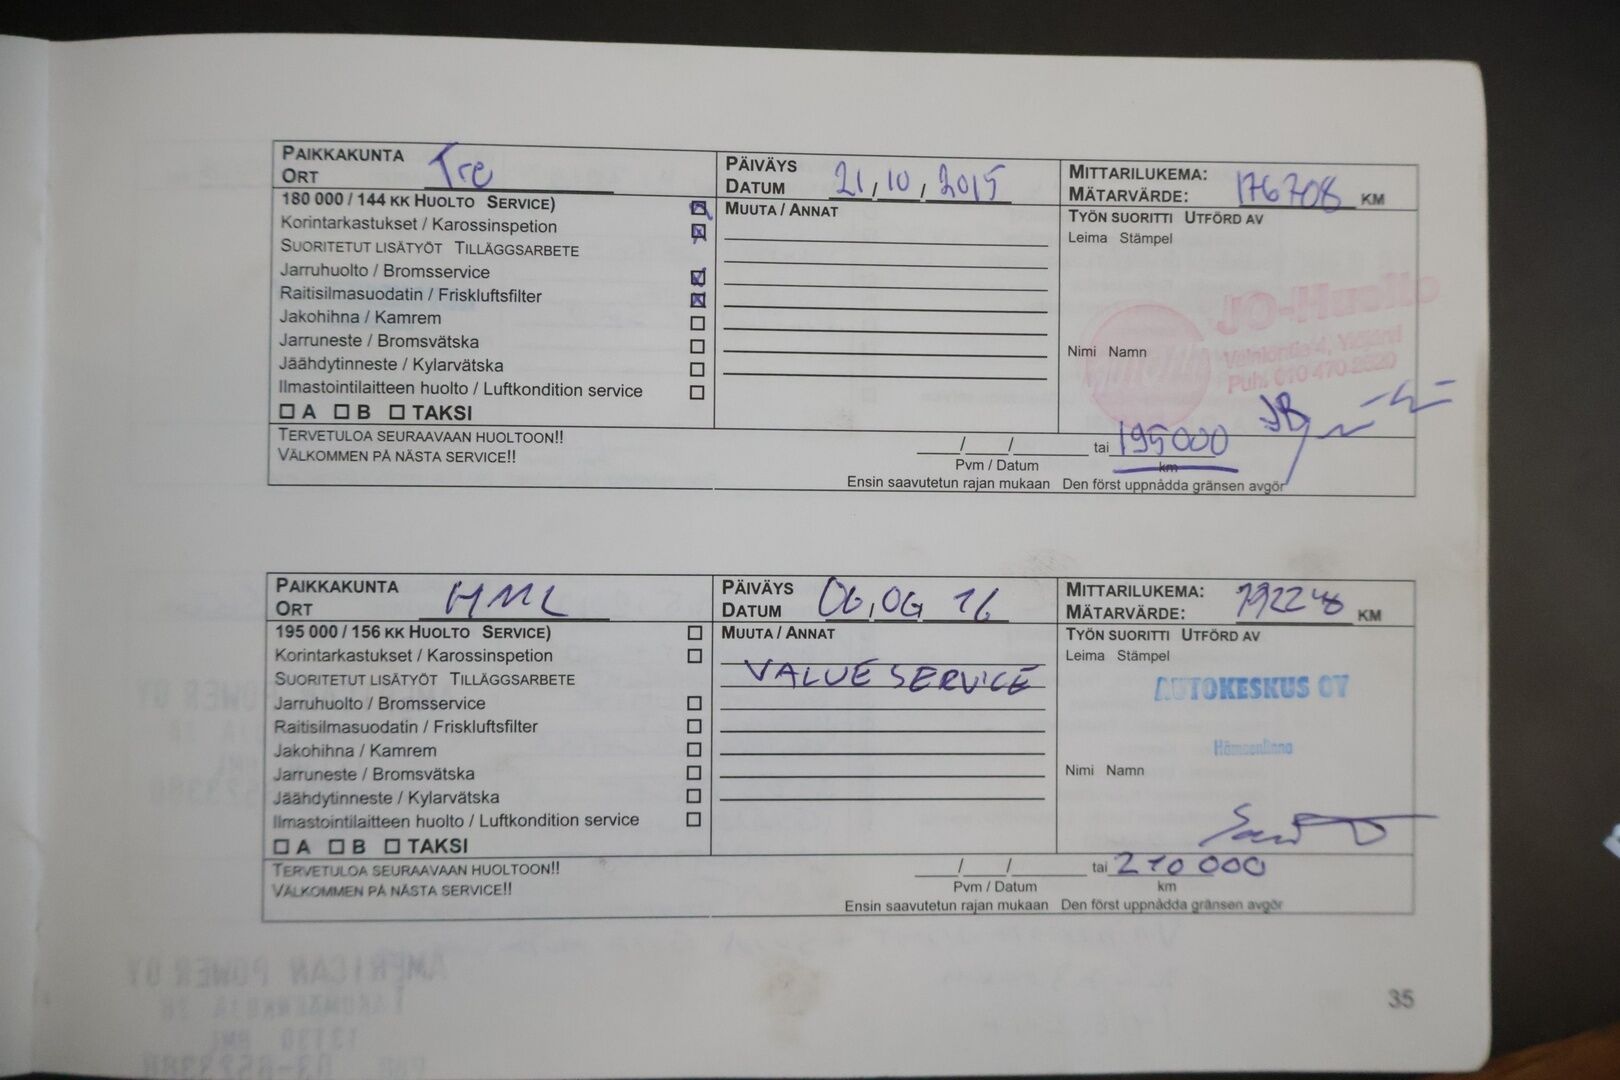 PAIKKAKUNTA
ORT Tre
PÄIVÄYS
DATUM 21 / 10 / 2015
MITTARILUKEMA:
MÄTARVÄRDE: 176708 KM
180 000 / 144 KK HUOLTO SERVICE)
Korintarkastukset / Karossinspetion
SUORITETUT LISÄTYÖT TILLÄGGSARBETE
Jarruhuolto / Bromsservice
Raitisilmasuodatin / Friskluftsfilter
Jakohihna / Kamrem
Jarruneste / Bromsvätska
Jäähdytinneste / Kylarvätska
Ilmastointilaitteen huolto / Luftkondition service
A B TAKSI
MUUTA / ANNAT
TYÖN SUORITTI UTFÖRD AV
Leima Stämpel
JO-Huolto
Puh. 010 470 2620
Nimi Namn
TERVETULOA SEURAAVAAN HUOLTOON!!
VÄLKOMMEN PÅ NÄSTA SERVICE!!
/ / tai 195000
Pvm / Datum km
Ensin saavutetun rajan mukaan Den först uppnådda gränsen avgör
PAIKKAKUNTA
ORT HML
PÄIVÄYS
DATUM 06,06 16
MITTARILUKEMA:
MÄTARVÄRDE: KM
195 000 / 156 KK HUOLTO SERVICE)
Korintarkastukset / Karossinspetion
SUORITETUT LISÄTYÖT TILLÄGGSARBETE
Jarruhuolto / Bromsservice
Raitisilmasuodatin / Friskluftsfilter
Jakohihna / Kamrem
Jarruneste / Bromsvätska
Jäähdytinneste / Kylarvätska
Ilmastointilaitteen huolto / Luftkondition service
A B TAKSI
MUUTA / ANNAT
VALUE SERVICE
TYÖN SUORITTI UTFÖRD AV
Leima Stämpel
AUTOKESKUS OY
Hämeenlinna
Nimi Namn
TERVETULOA SEURAAVAAN HUOLTOON!!
VÄLKOMMEN PÅ NÄSTA SERVICE!!
/ / tai 210 000
Pvm / Datum km
Ensin saavutetun rajan mukaan Den först uppnådda gränsen avgör
35